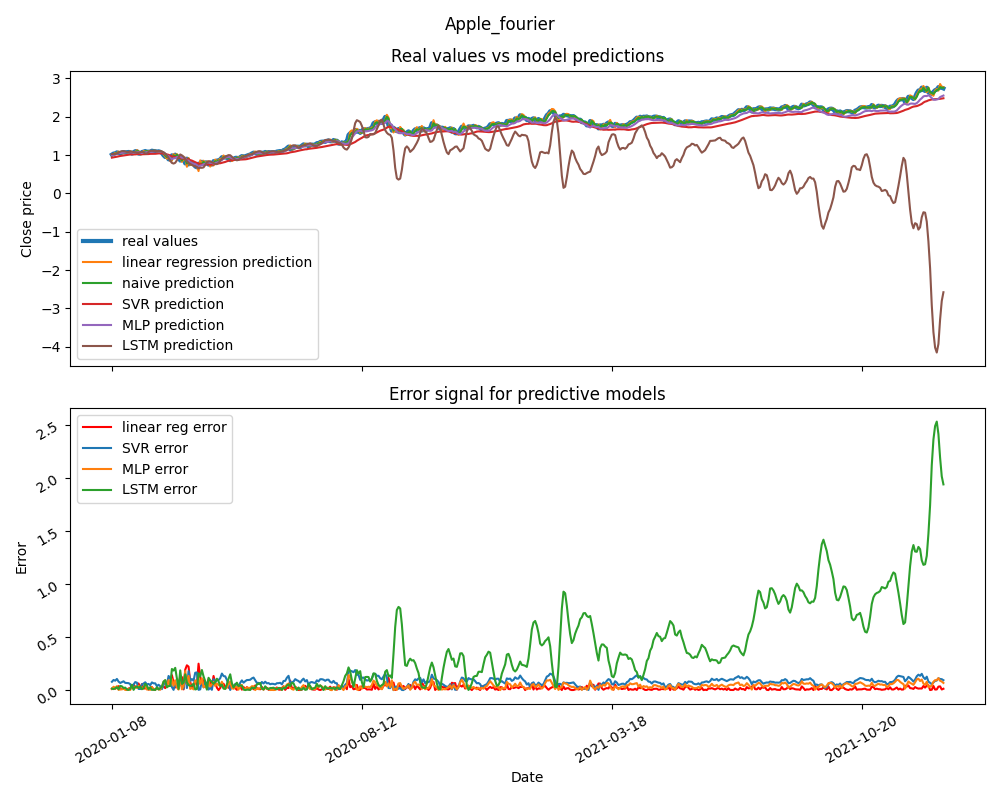 Apple_fourier
Real values vs model predictions
3
2
1
0
−1
−2
−3
−4
Close price
real values
linear regression prediction
naive prediction
SVR prediction
MLP prediction
LSTM prediction
Error signal for predictive models
2.5
2.0
1.5
1.0
0.5
0.0
Error
linear reg error
SVR error
MLP error
LSTM error
2020-01-08
2020-08-12
2021-03-18
2021-10-20
Date